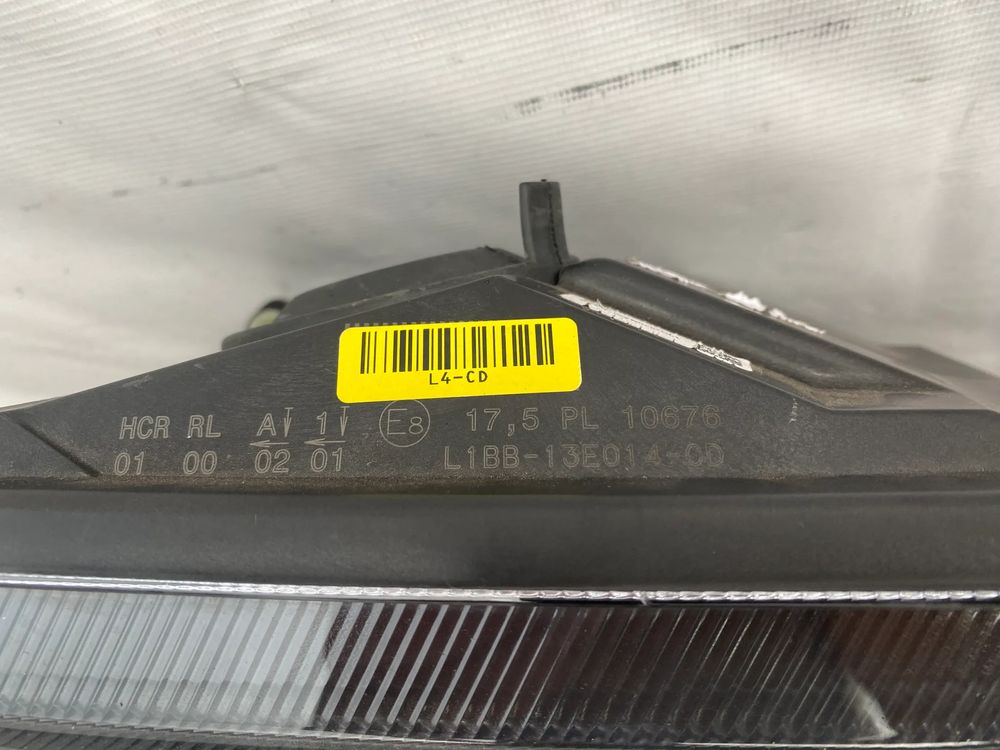 L4-CD
HCR RL A 1 E8 17,5 PL 10676
01 00 02 01 L1BB-13E014-CD